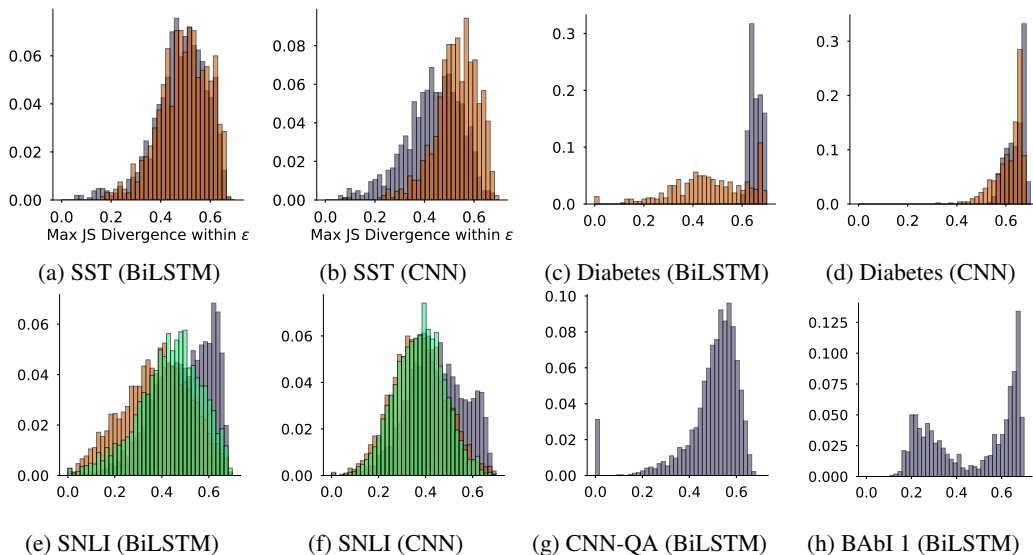 0.06
0.04
0.02
0.00
0.0 0.2 0.4 0.6
Max JS Divergence within ε
(a) SST (BiLSTM)
0.08
0.06
0.04
0.02
0.00
0.0 0.2 0.4 0.6
Max JS Divergence within ε
(b) SST (CNN)
0.3
0.2
0.1
0.0
0.0 0.2 0.4 0.6
(c) Diabetes (BiLSTM)
0.3
0.2
0.1
0.0
0.0 0.2 0.4 0.6
(d) Diabetes (CNN)
0.06
0.04
0.02
0.00
0.0 0.2 0.4 0.6
(e) SNLI (BiLSTM)
0.06
0.04
0.02
0.00
0.0 0.2 0.4 0.6
(f) SNLI (CNN)
0.10
0.08
0.06
0.04
0.02
0.00
0.0 0.2 0.4 0.6
(g) CNN-QA (BiLSTM)
0.125
0.100
0.075
0.050
0.025
0.000
0.0 0.2 0.4 0.6
(h) BAbI 1 (BiLSTM)